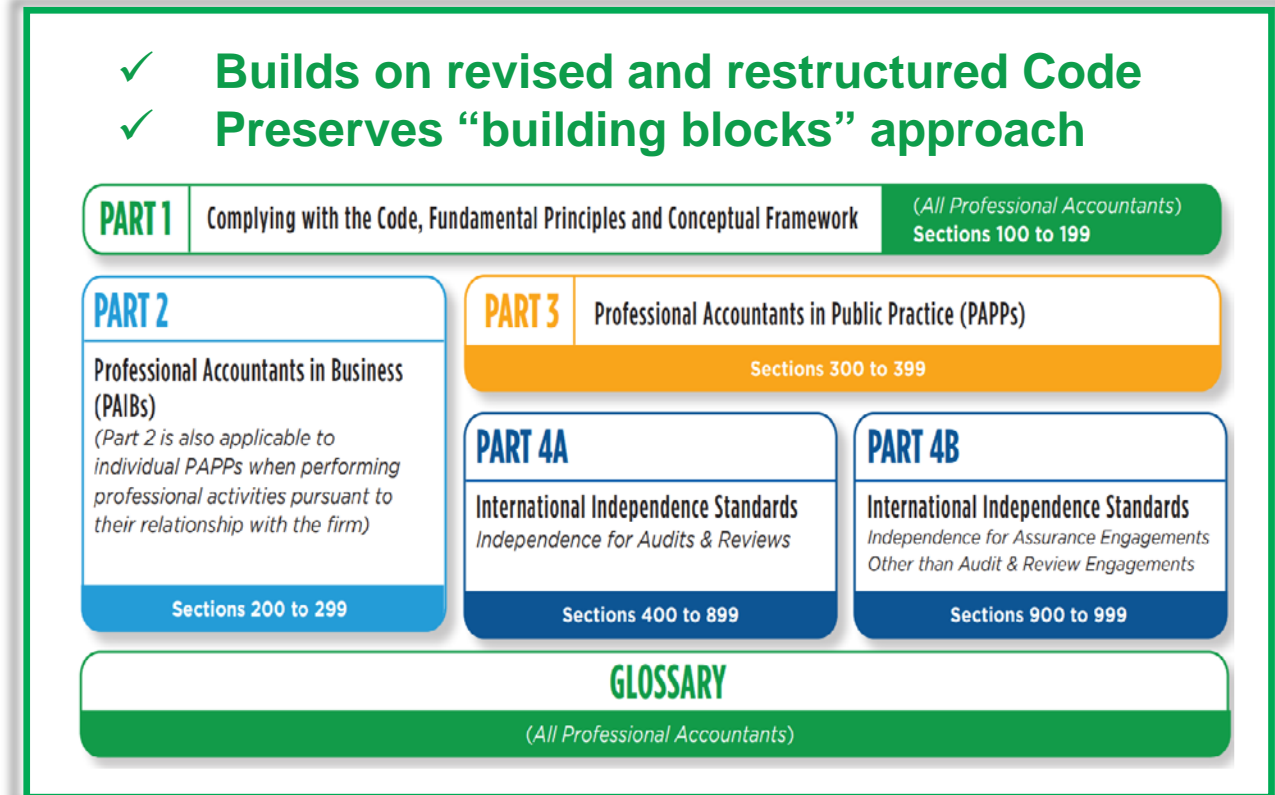 ✓ Builds on revised and restructured Code
✓ Preserves “building blocks” approach
PART 1
Complying with the Code, Fundamental Principles and Conceptual Framework
(All Professional Accountants)
Sections 100 to 199
PART 2
Professional Accountants in Business
(PAIBs)
(Part 2 is also applicable to
individual PAPPs when performing
professional activities pursuant to
their relationship with the firm)
Sections 200 to 299
PART 3
Professional Accountants in Public Practice (PAPPs)
Sections 300 to 399
PART 4A
International Independence Standards
Independence for Audits & Reviews
Sections 400 to 899
PART 4B
International Independence Standards
Independence for Assurance Engagements
Other than Audit & Review Engagements
Sections 900 to 999
GLOSSARY
(All Professional Accountants)